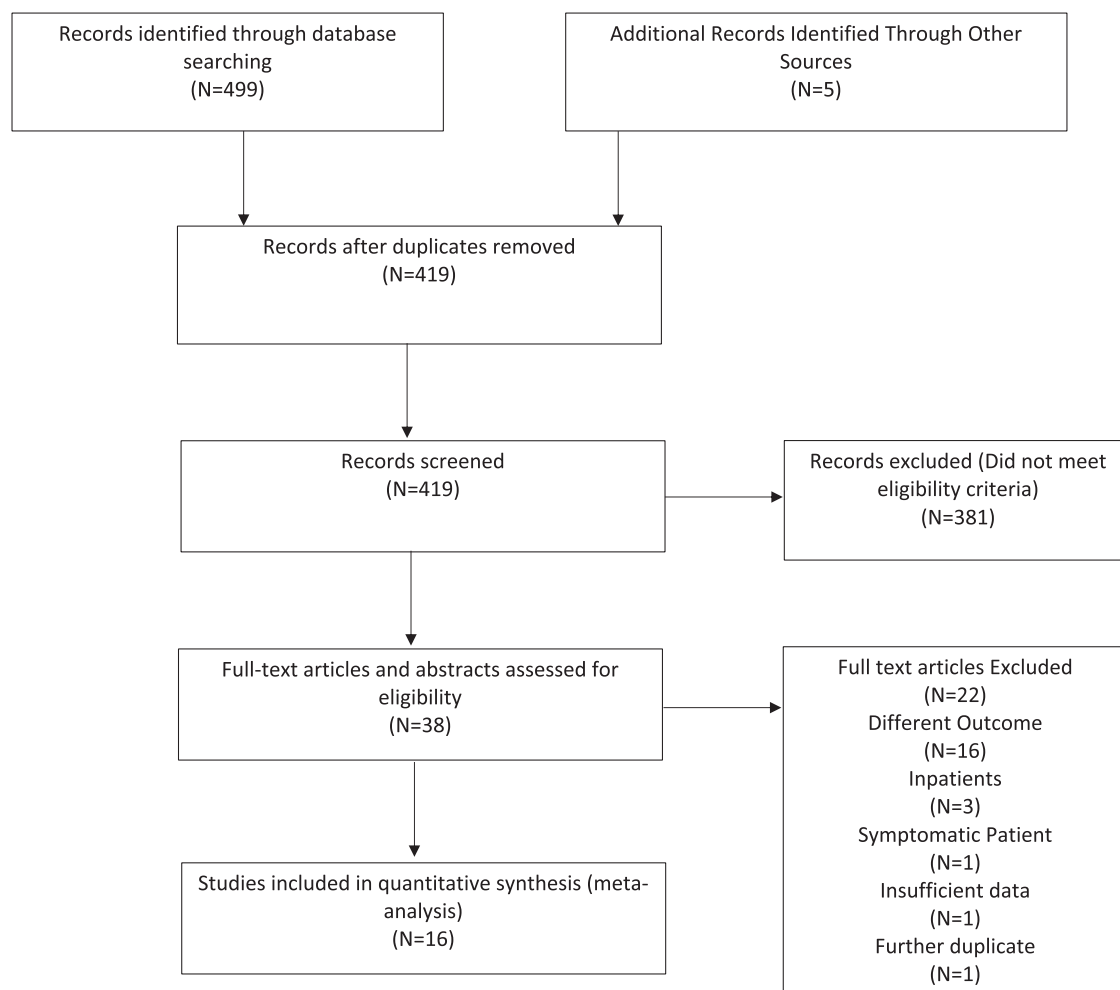 Records identified through database
searching
(N=499)
Additional Records Identified Through Other
Sources
(N=5)
Records after duplicates removed
(N=419)
Records screened
(N=419)
Records excluded (Did not meet
eligibility criteria)
(N=381)
Full-text articles and abstracts assessed for
eligibility
(N=38)
Full text articles Excluded
(N=22)
Different Outcome
(N=16)
Inpatients
(N=3)
Symptomatic Patient
(N=1)
Insufficient data
(N=1)
Further duplicate
(N=1)
Studies included in quantitative synthesis (meta-
analysis)
(N=16)